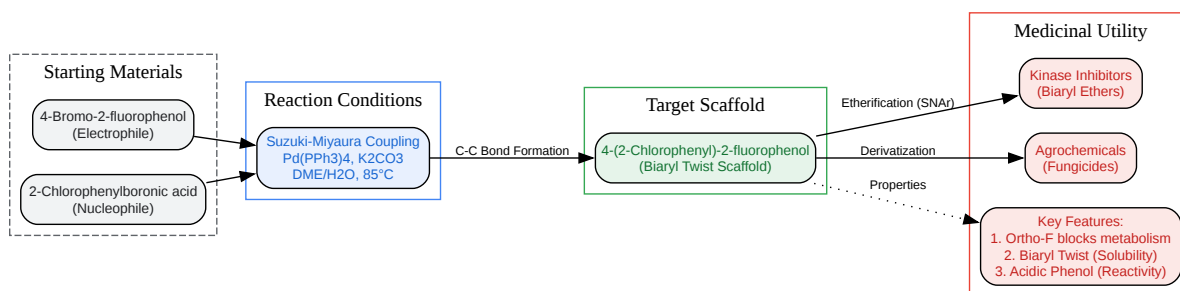 Starting Materials
4-Bromo-2-fluorophenol
(Electrophile)
2-Chlorophenylboronic acid
(Nucleophile)
Reaction Conditions
Suzuki-Miyaura Coupling
Pd(PPh3)4, K2CO3
DME/H2O, 85°C
C-C Bond Formation
Target Scaffold
4-(2-Chlorophenyl)-2-fluorophenol
(Biaryl Twist Scaffold)
Etherification (SNAr)
Derivatization
Properties
Medicinal Utility
Kinase Inhibitors
(Biaryl Ethers)
Agrochemicals
(Fungicides)
Key Features:
1. Ortho-F blocks metabolism
2. Biaryl Twist (Solubility)
3. Acidic Phenol (Reactivity)